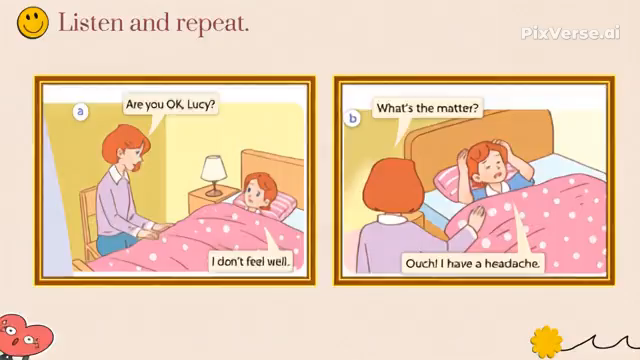 Listen and repeat.
PixVerse.ai
a
Are you OK, Lucy?
I don't feel well.
b
What's the matter?
Ouch! I have a headache.